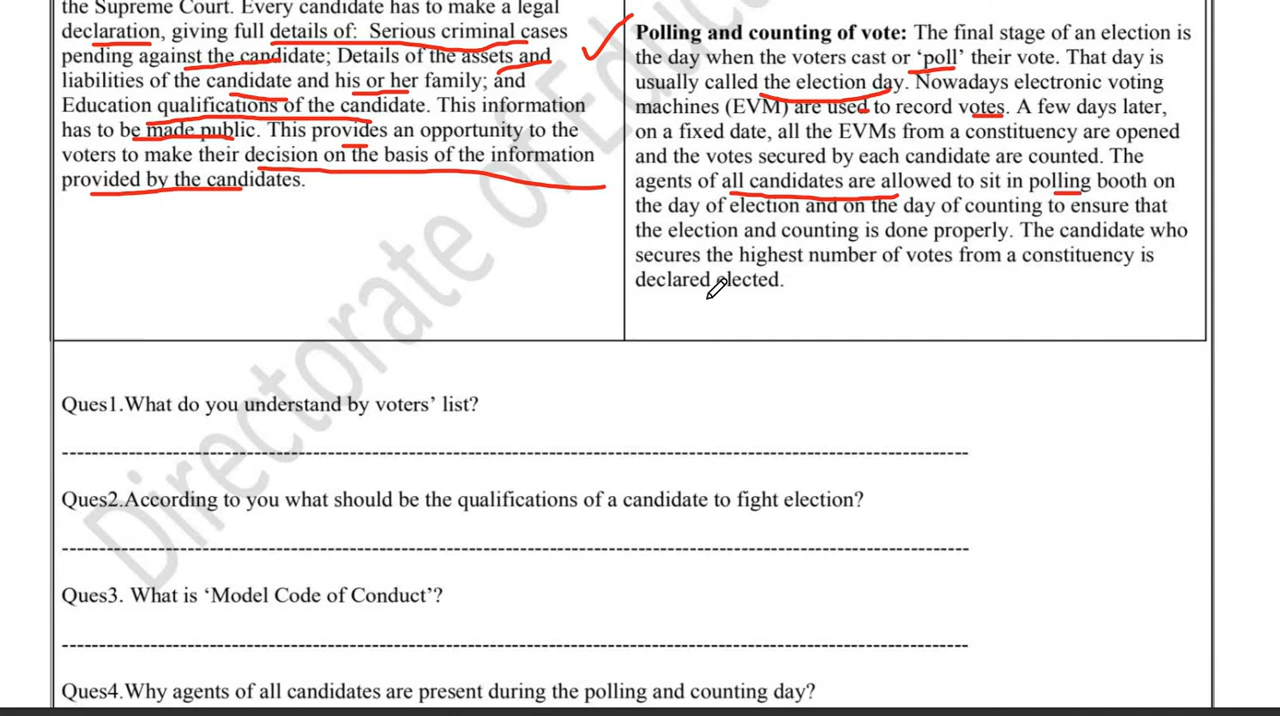 the Supreme Court. Every candidate has to make a legal
declaration, giving full details of: Serious criminal cases
pending against the candidate; Details of the assets and
liabilities of the candidate and his or her family; and
Education qualifications of the candidate. This information
has to be made public. This provides an opportunity to the
voters to make their decision on the basis of the information
provided by the candidates.
Polling and counting of vote: The final stage of an election is
the day when the voters cast or ‘poll’ their vote. That day is
usually called the election day. Nowadays electronic voting
machines (EVM) are used to record votes. A few days later,
on a fixed date, all the EVMs from a constituency are opened
and the votes secured by each candidate are counted. The
agents of all candidates are allowed to sit in polling booth on
the day of election and on the day of counting to ensure that
the election and counting is done properly. The candidate who
secures the highest number of votes from a constituency is
declared elected.
Directorate of Educ
Ques1.What do you understand by voters’ list?
Ques2.According to you what should be the qualifications of a candidate to fight election?
Ques3. What is ‘Model Code of Conduct’?
Ques4.Why agents of all candidates are present during the polling and counting day?